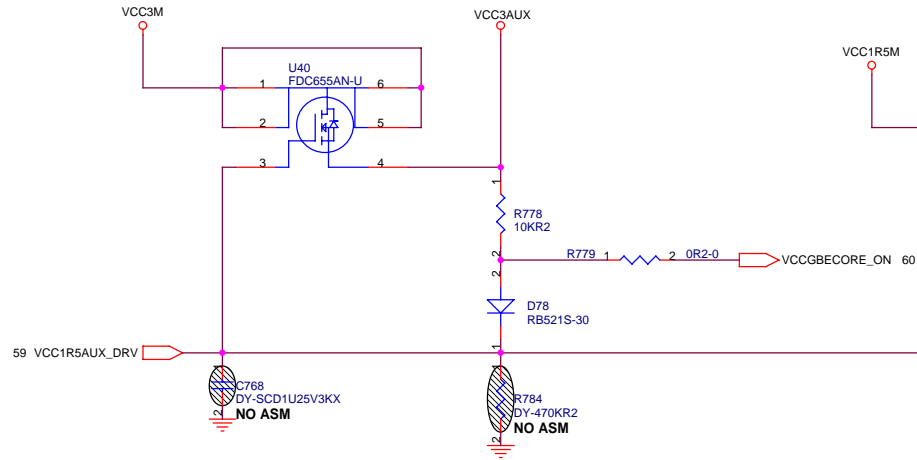 VCC3M
VCC3AUX
VCC1R5M
U40
FDC655AN-U
1
6
2
5
3
4
1
R778
10KR2
2
R779
1
2
0R2-0
VCCGBECORE_ON
60
2
D78
RB521S-30
1
59
VCC1R5AUX_DRV
1
C768
DY-SCD1U25V3KX
2
NO ASM
1
R784
DY-470KR2
2
NO ASM